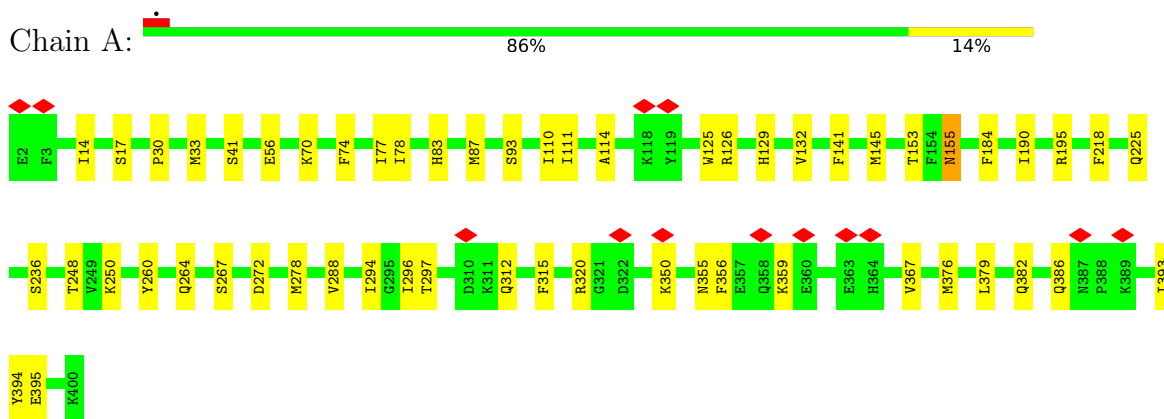 •
Chain A:
86% 14%
E2 F3 I14 S17 P30 M33 S41 E56 K70 F74 I77 I78 H83 M87 S93 I110 I111 A114 K118 Y119 W125 R126 H129 V132 F141 M145 T153 F154 N155 F184 I190 R195 F218 Q225
S236 T248 V249 K250 Y260 Q264 S267 D272 M278 V288 I294 G295 I296 T297 D310 K311 Q312 F315 R320 G321 D322 K350 N355 F356 E357 Q358 K359 E360 E363 H364 V367 M376 L379 Q382 Q386 N387 P388 K389 I393
Y394 E395 K400